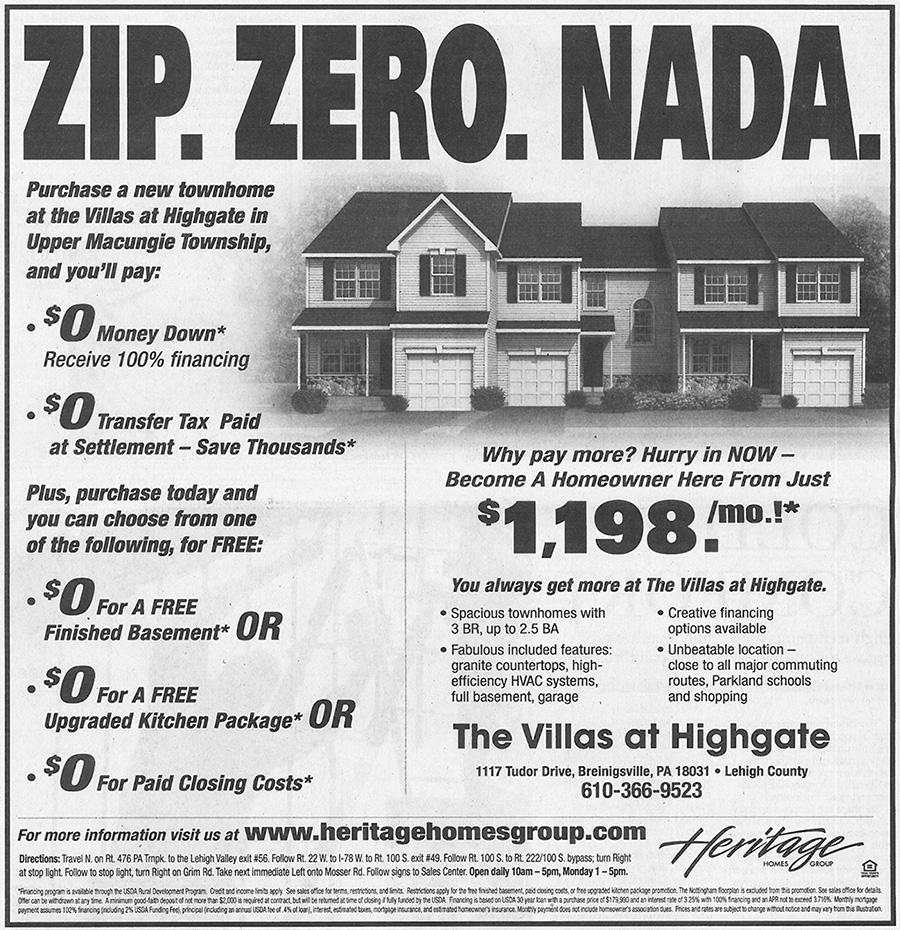 ZIP. ZERO. NADA.
Purchase a new townhome
at the Villas at Highgate in
Upper Macungie Township,
and you'll pay:
• $0 Money Down*
Receive 100% financing
• $0 Transfer Tax Paid
at Settlement – Save Thousands*
Plus, purchase today and
you can choose from one
of the following, for FREE:
• $0 For A FREE
Finished Basement* OR
• $0 For A FREE
Upgraded Kitchen Package* OR
• $0 For Paid Closing Costs*
Why pay more? Hurry in NOW –
Become A Homeowner Here From Just
$1,198./mo.!*
You always get more at The Villas at Highgate.
• Spacious townhomes with
3 BR, up to 2.5 BA
• Fabulous included features:
granite countertops, high-
efficiency HVAC systems,
full basement, garage
• Creative financing
options available
• Unbeatable location –
close to all major commuting
routes, Parkland schools
and shopping
The Villas at Highgate
1117 Tudor Drive, Breinigsville, PA 18031 • Lehigh County
610-366-9523
For more information visit us at www.heritagehomesgroup.com
Heritage
HOMES GROUP
Directions: Travel N. on Rt. 476 PA Trnpk. to the Lehigh Valley exit #56. Follow Rt. 22 W. to I-78 W. to Rt. 100 S. exit #49. Follow Rt. 100 S. to Rt. 222/100 S. bypass; turn Right
at stop light. Follow to stop light, turn Right on Grim Rd. Take next immediate Left onto Mosser Rd. Follow signs to Sales Center. Open daily 10am – 5pm, Monday 1 – 5pm.
*Financing program is available through the USDA Rural Development Program. Credit and income limits apply. See sales office for terms, restrictions, and limits. Restrictions apply for the free finished basement, paid closing costs, or free upgraded kitchen package promotion. The Nottingham floorplan is excluded from this promotion. See sales office for details.
Offer can be withdrawn at any time. A minimum good-faith deposit of not more than $2,000 is required at contract, but will be returned at time of closing if fully funded by the USDA. Financing is based on USDA 30 year loan with a purchase price of $179,990 and an interest rate of 3.25% with 100% financing and an APR not to exceed 3.716%. Monthly mortgage
payment assumes 102% financing (including 2% USDA Funding Fee), principal (including an annual USDA fee of .4% of loan), interest, estimated taxes, mortgage insurance, and estimated homeowner's insurance. Monthly payment does not include homeowner's association dues. Prices and rates are subject to change without notice and may vary from this illustration.